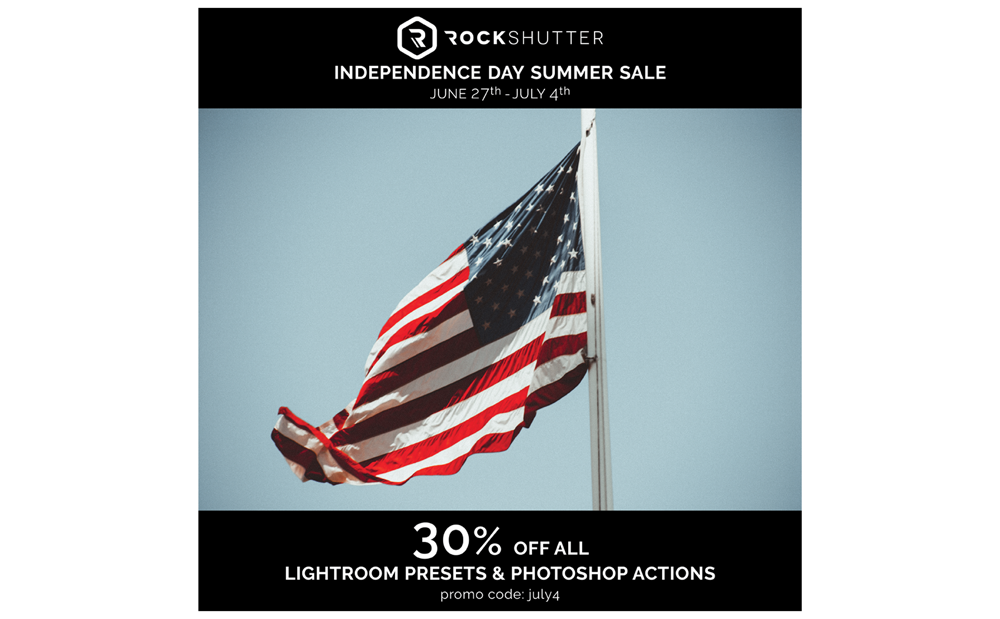 ROCKSHUTTER
INDEPENDENCE DAY SUMMER SALE
JUNE 27th - JULY 4th
30% OFF ALL
LIGHTROOM PRESETS & PHOTOSHOP ACTIONS
promo code: july4